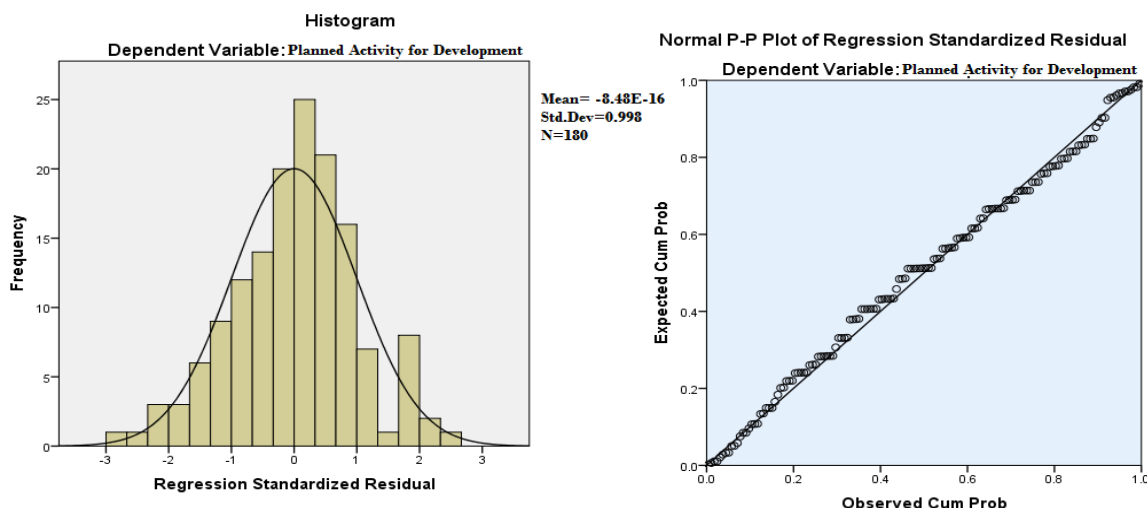 Histogram
Dependent Variable: Planned Activity for Development
Mean= -8.48E-16
Std.Dev=0.998
N=180
25
20
15
10
5
0
Frequency
-3 -2 -1 0 1 2 3
Regression Standardized Residual
Normal P-P Plot of Regression Standardized Residual
Dependent Variable: Planned Activity for Development
1.0
0.8
0.6
0.4
0.2
0.0
Expected Cum Prob
0.0 0.2 0.4 0.6 0.8 1.0
Observed Cum Prob